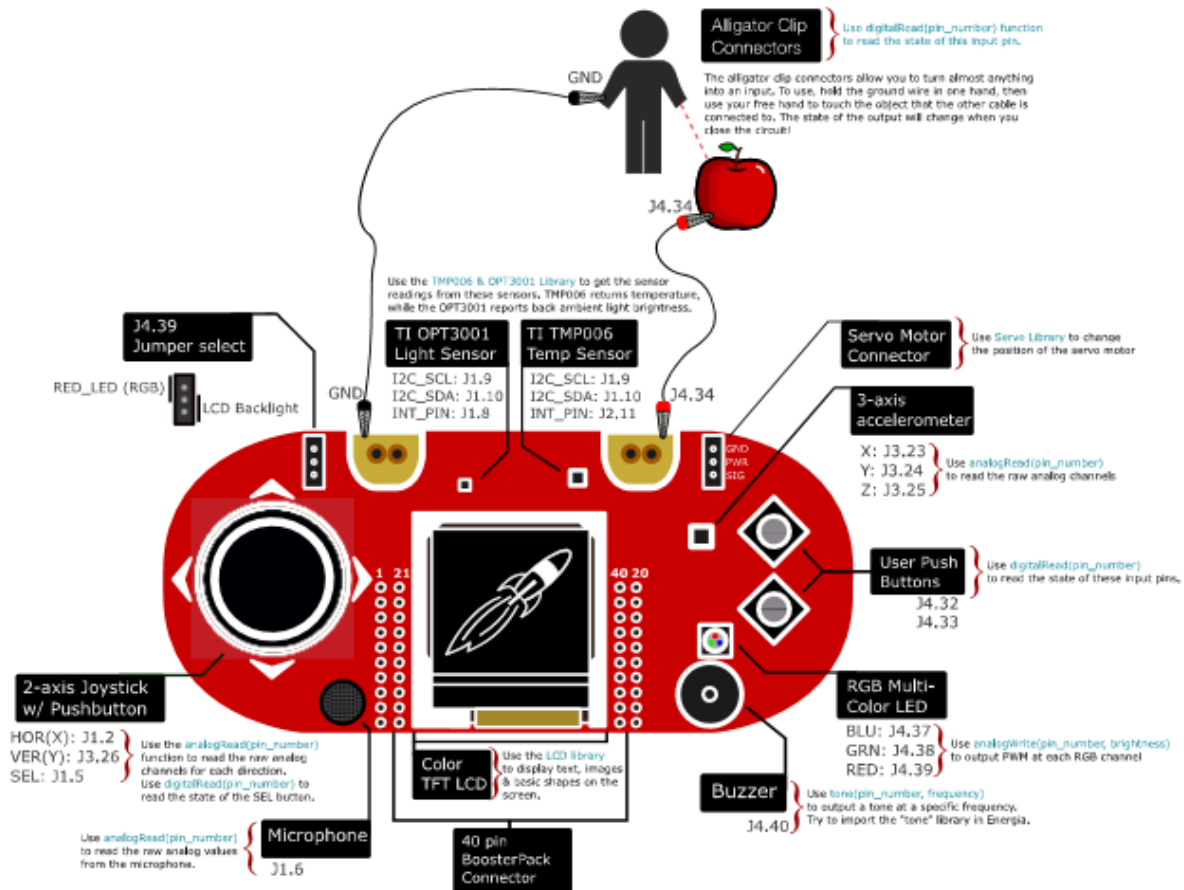 Alligator Clip
Connectors
Use digitalRead(pin_number) function
to read the state of this input pin.
The alligator clip connectors allow you to turn almost anything
into an input. To use, hold the ground wire in one hand, then
use your free hand to touch the object that the other cable is
connected to. The state of the output will change when you
close the circuit!
GND
J4.34
Use the TMP006 & OPT3001 Library to get the sensor
readings from these sensors. TMP006 returns temperature,
while the OPT3001 reports back ambient light brightness.
J4.39
Jumper select
RED_LED (RGB)
LCD Backlight
GND
TI OPT3001
Light Sensor
I2C_SCL: J1.9
I2C_SDA: J1.10
INT_PIN: J1.8
TI TMP006
Temp Sensor
I2C_SCL: J1.9
I2C_SDA: J1.10
INT_PIN: J2,11
J4.34
Servo Motor
Connector
Use Servo Library to change
the position of the servo motor
GND
PWR
SIG
3-axis
accelerometer
X: J3.23
Y: J3.24
Z: J3.25
Use analogRead(pin_number)
to read the raw analog channels
1 21
40 20
User Push
Buttons
J4.32
J4.33
Use digitalRead(pin_number)
to read the state of these input pins.
2-axis Joystick
w/ Pushbutton
HOR(X): J1.2
VER(Y): J3.26
SEL: J1.5
Use the analogRead(pin_number)
function to read the raw analog
channels for each direction.
Use digitalRead(pin_number) to
read the state of the SEL button.
Microphone
J1.6
Use analogRead(pin_number)
to read the raw analog values
from the microphone.
Color
TFT LCD
Use the LCD library
to display text, images
& basic shapes on the
screen.
40 pin
BoosterPack
Connector
RGB Multi-
Color LED
BLU: J4.37
GRN: J4.38
RED: J4.39
Use analogWrite(pin_number, brightness)
to output PWM at each RGB channel
Buzzer
J4.40
Use tone(pin_number, frequency)
to output a tone at a specific frequency.
Try to import the "tone" library in Energia.